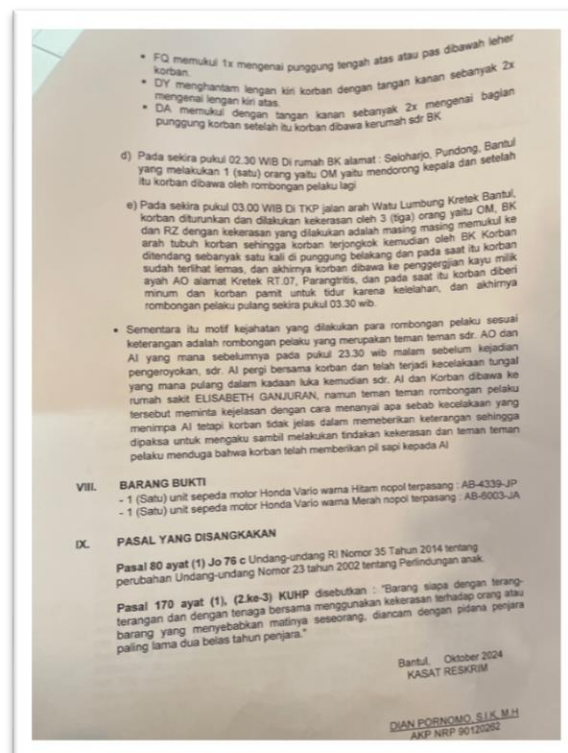 • FQ memukul 1x mengenai punggung tengah atas atau pas dibawah leher
korban.
• DY menghantam lengan kiri korban dengan tangan kanan sebanyak 2x
mengenai lengan kiri atas.
• DA memukul dengan tangan kanan sebanyak 2x mengenai bagian
punggung korban setelah itu korban dibawa kerumah sdr BK
d) Pada sekira pukul 02.30 WIB Di rumah BK alamat : Seloharjo, Pundong, Bantul
yang melakukan 1 (satu) orang yaitu OM yaitu mendorong kepala dan setelah
itu korban dibawa oleh rombongan pelaku lagi
e) Pada sekira pukul 03.00 WIB Di TKP jalan arah Watu Lumbung Kretek Bantul,
korban diturunkan dan dilakukan kekerasan oleh 3 (tiga) orang yaitu OM, BK
dan RZ dengan kekerasan yang dilakukan adalah masing masing memukul ke
arah tubuh korban sehingga korban terjongkok kemudian oleh BK Korban
ditendang sebanyak satu kali di punggung belakang dan pada saat itu korban
sudah terlihat lemas, dan akhirnya korban dibawa ke penggergjian kayu milik
ayah AO alamat Kretek RT.07, Parangtritis, dan pada saat itu korban diberi
minum dan korban pamit untuk tidur karena kelelahan, dan akhirnya
rombongan pelaku pulang sekira pukul 03.30 wib.
• Sementara itu motif kejahatan yang dilakukan para rombongan pelaku sesuai
keterangan adalah rombongan pelaku yang merupakan teman teman sdr. AO dan
AI yang mana sebelumnya pada pukul 23.30 wib malam sebelum kejadian
pengeroyokan, sdr. AI pergi bersama korban dan telah terjadi kecelakaan tungal
yang mana pulang dalam kadaan luka kemudian sdr. AI dan Korban dibawa ke
rumah sakit ELISABETH GANJURAN, namun teman teman rombongan pelaku
tersebut meminta kejelasan dengan cara menanyai apa sebab kecelakaan yang
menimpa AI tetapi korban tidak jelas dalam memeberikan keterangan sehingga
dipaksa untuk mengaku sambil melakukan tindakan kekerasan dan teman teman
pelaku menduga bahwa korban telah memberikan pil sapi kepada AI
VIII. BARANG BUKTI
- 1 (Satu) unit sepeda motor Honda Vario warna Hitam nopol terpasang : AB-4339-JP
- 1 (Satu) unit sepeda motor Honda Vario warna Merah nopol terpasang : AB-6003-JA
IX. PASAL YANG DISANGKAKAN
Pasal 80 ayat (1) Jo 76 c Undang-undang RI Nomor 35 Tahun 2014 tentang
perubahan Undang-undang Nomor 23 tahun 2002 tentang Perlindungan anak.
Pasal 170 ayat (1), (2.ke-3) KUHP disebutkan : "Barang siapa dengan terang-
terangan dan dengan tenaga bersama menggunakan kekerasan terhadap orang atau
barang yang menyebabkan matinya seseorang, diancam dengan pidana penjara
paling lama dua belas tahun penjara."
Bantul, Oktober 2024
KASAT RESKRIM
DIAN PORNOMO, S.I.K, M.H
AKP NRP 90120262